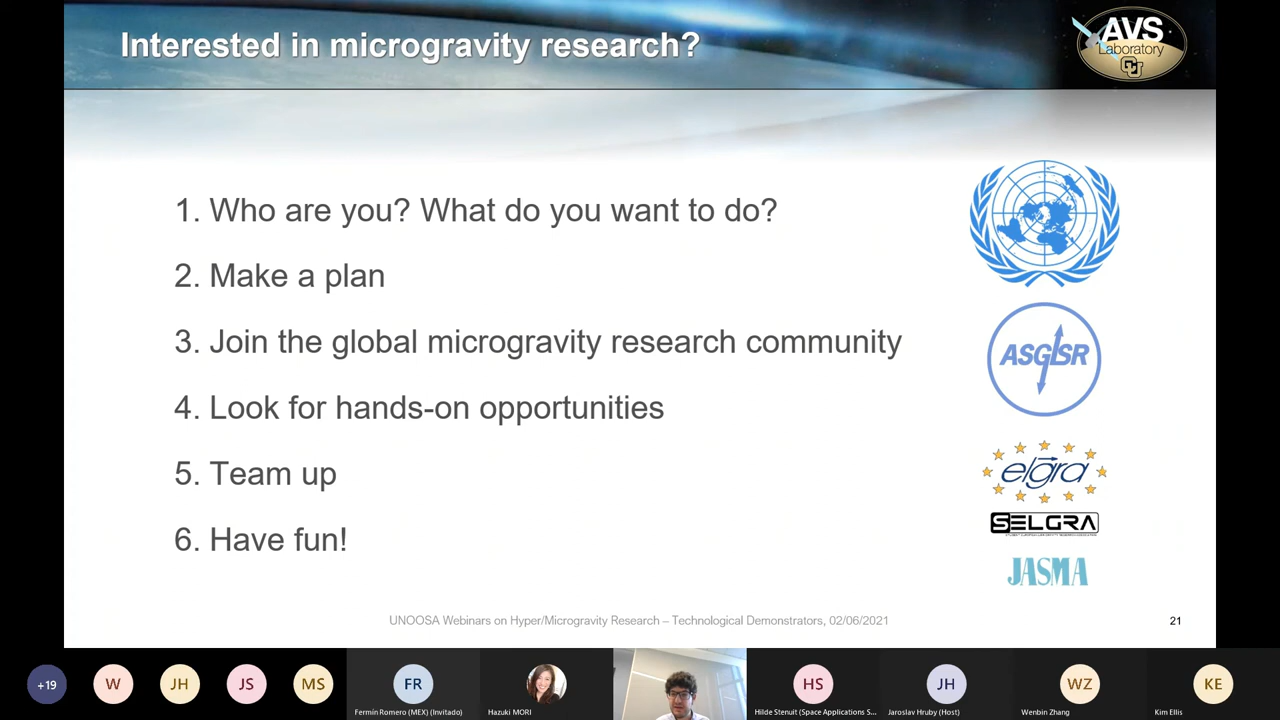 Interested in microgravity research?
AVS
Laboratory
CU
1. Who are you? What do you want to do?
2. Make a plan
3. Join the global microgravity research community
4. Look for hands-on opportunities
5. Team up
6. Have fun!
ASGSR
elgra
SELGRA
JASMA
UNOOSA Webinars on Hyper/Microgravity Research – Technological Demonstrators, 02/06/2021
21
+19
W
JH
JS
MS
FR
HS
JH
WZ
KE
Fermín Romero (MEX) (Invitado)
Hazuki MORI
Hilde Stenuit (Space Applications S...
Jaroslav Hruby (Host)
Wenbin Zhang
Kim Ellis